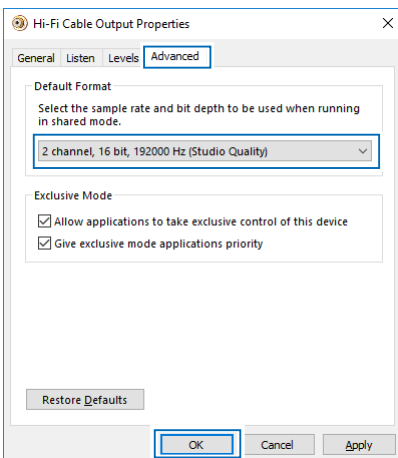 Hi-Fi Cable Output Properties
General Listen Levels Advanced
Default Format
Select the sample rate and bit depth to be used when running
in shared mode.
2 channel, 16 bit, 192000 Hz (Studio Quality)
Exclusive Mode
Allow applications to take exclusive control of this device
Give exclusive mode applications priority
Restore Defaults
OK Cancel Apply